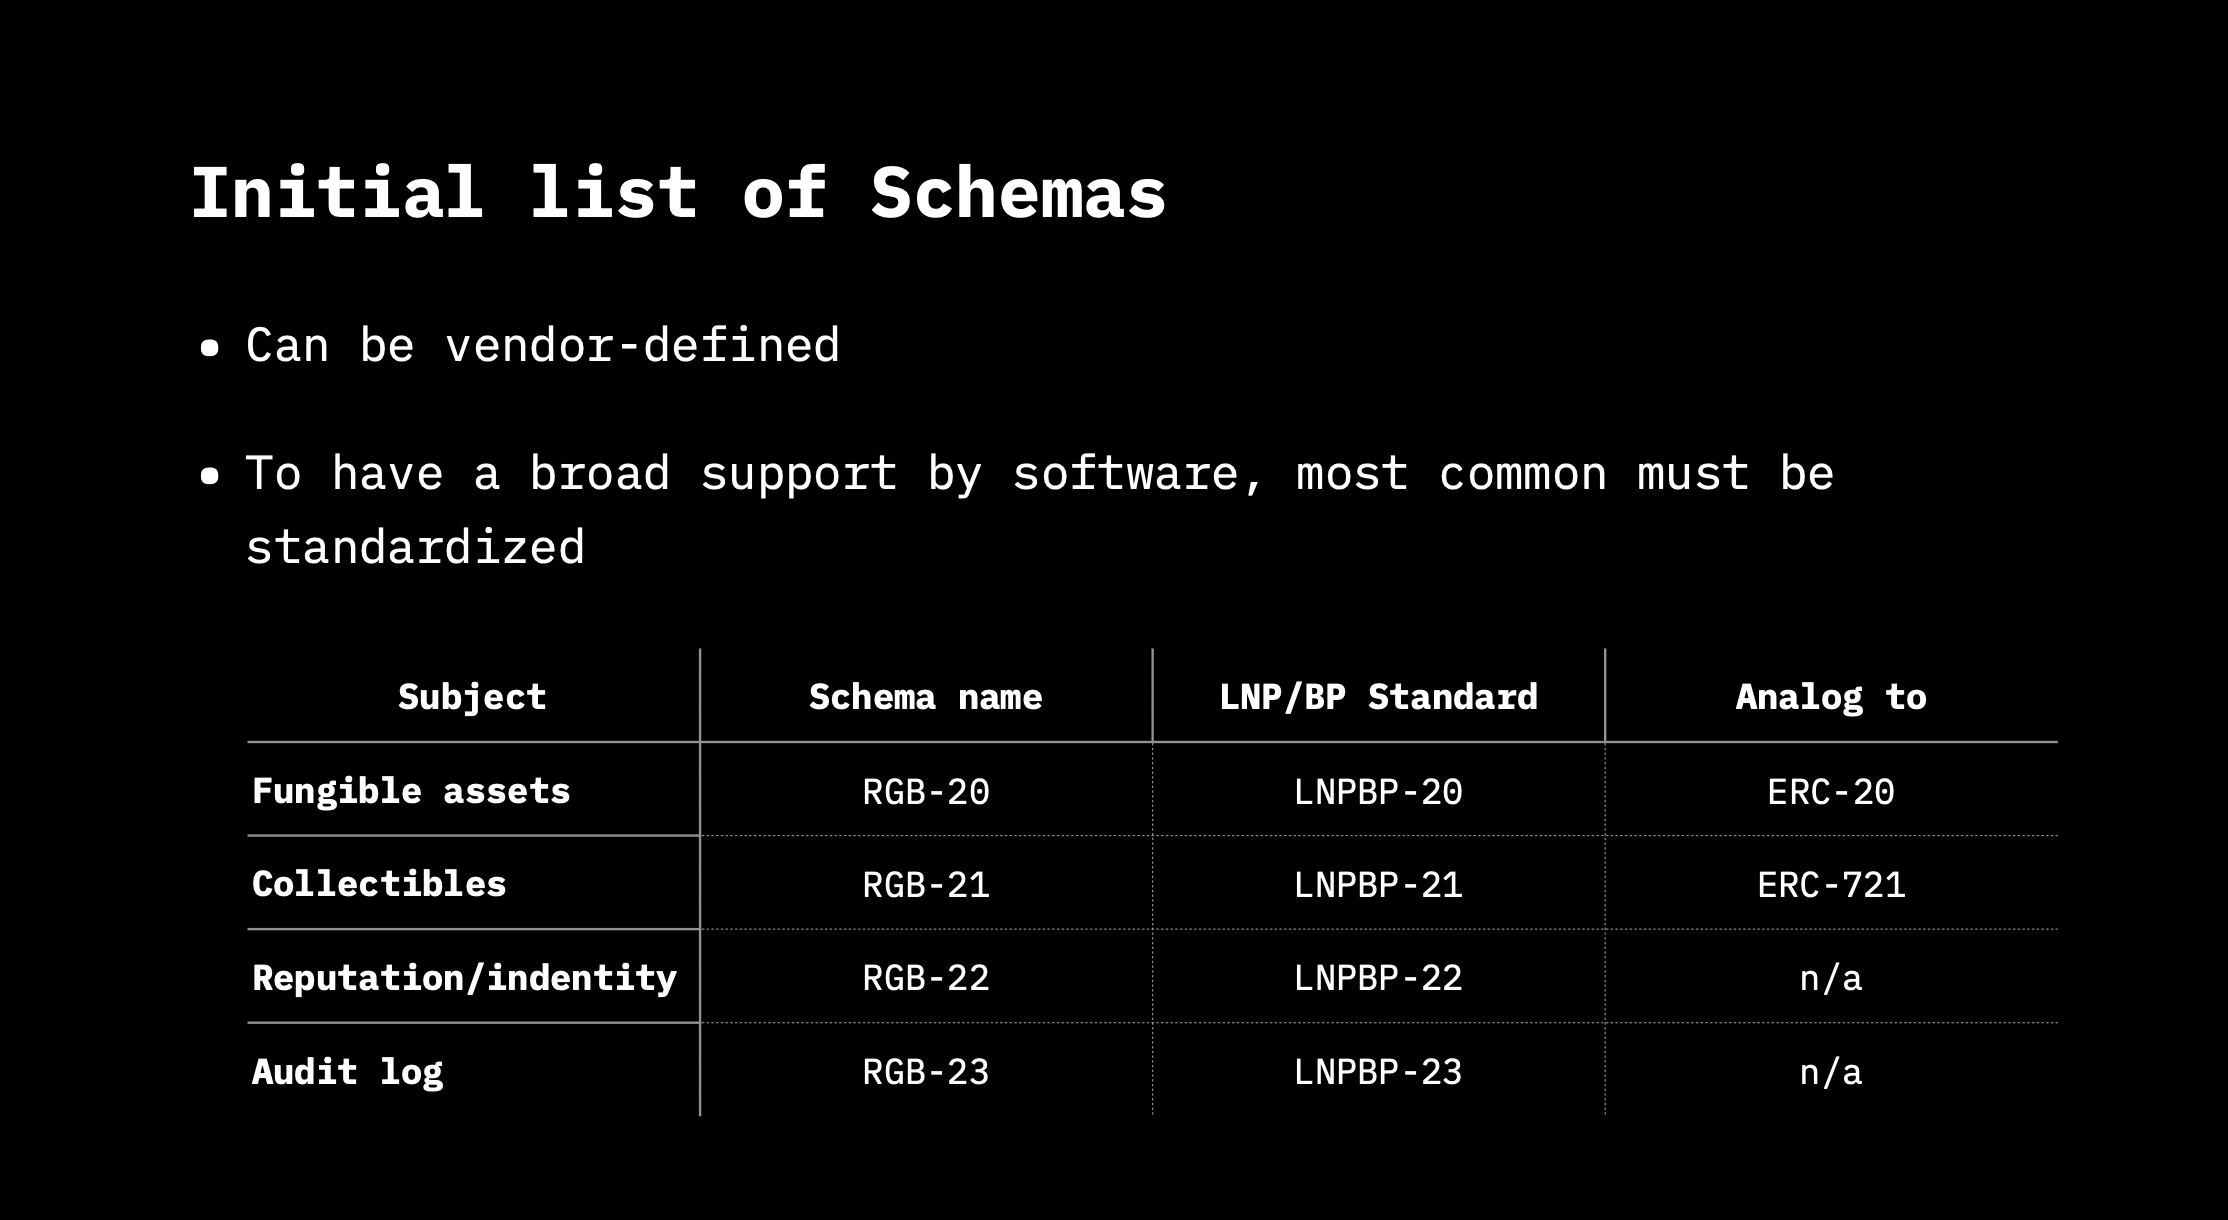 Initial list of Schemas
• Can be vendor-defined
• To have a broad support by software, most common must be
standardized
Subject Schema name LNP/BP Standard Analog to
Fungible assets RGB-20 LNPBP-20 ERC-20
Collectibles RGB-21 LNPBP-21 ERC-721
Reputation/indentity RGB-22 LNPBP-22 n/a
Audit log RGB-23 LNPBP-23 n/a